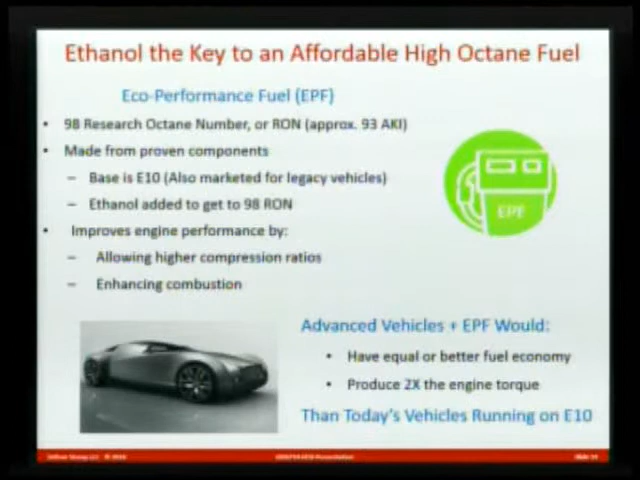 Ethanol the Key to an Affordable High Octane Fuel
Eco-Performance Fuel (EPF)
• 98 Research Octane Number, or RON (approx. 93 AKI)
• Made from proven components
– Base is E10 (Also marketed for legacy vehicles)
– Ethanol added to get to 98 RON
• Improves engine performance by:
– Allowing higher compression ratios
– Enhancing combustion
EPF
Advanced Vehicles + EPF Would:
• Have equal or better fuel economy
• Produce 2X the engine torque
Than Today's Vehicles Running on E10